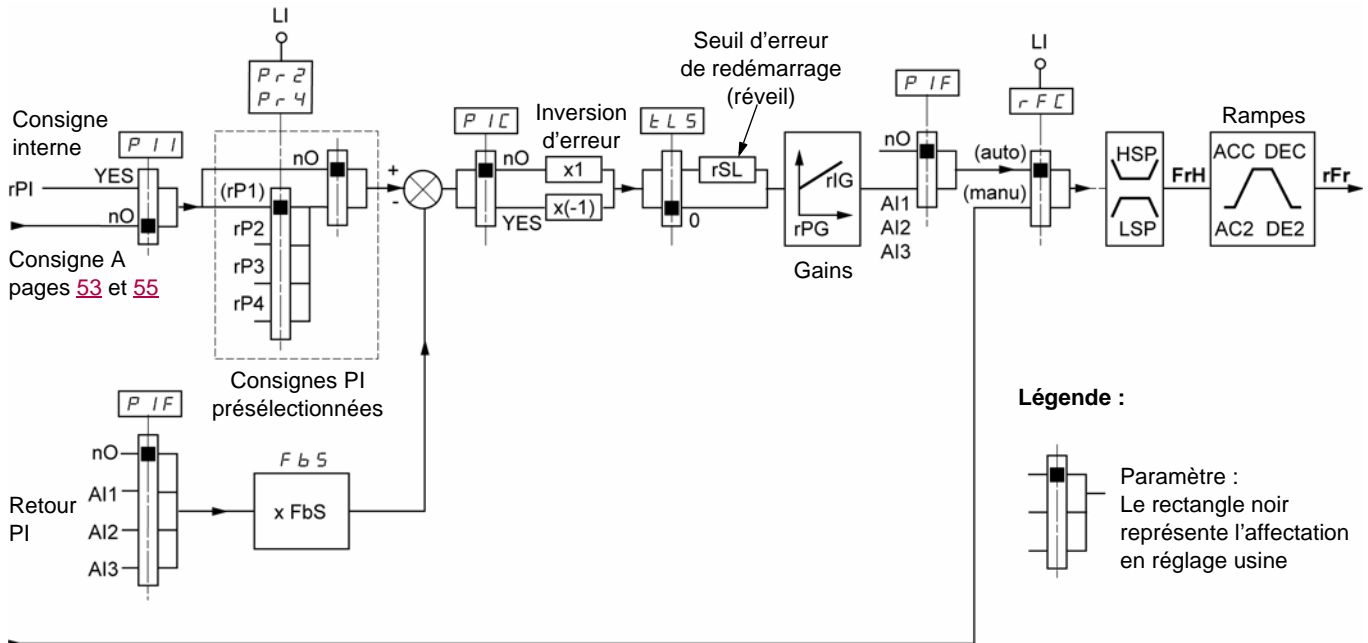 LI
Pr2
Pr4
Consigne
interne
PII
YES
rPI
nO
Consigne A
pages 53 et 55
nO
(rP1)
rP2
rP3
rP4
Consignes PI
présélectionnées
+
-
PIC
Inversion
d'erreur
nO
x1
YES
x(-1)
tLS
0
Seuil d'erreur
de redémarrage
(réveil)
rSL
rIG
rPG
Gains
PIF
nO
AI1
AI2
AI3
LI
rFC
(auto)
(manu)
HSP
LSP
FrH
Rampes
ACC DEC
AC2 DE2
rFr
PIF
nO
AI1
AI2
AI3
Retour
PI
FbS
x FbS
Légende :
Paramètre :
Le rectangle noir
représente l'affectation
en réglage usine